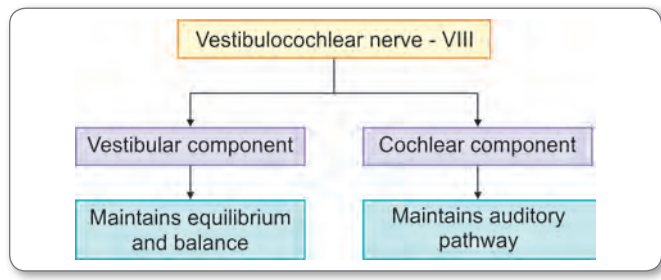 Vestibulocochlear nerve - VIII
Vestibular component
Cochlear component
Maintains equilibrium
and balance
Maintains auditory
pathway